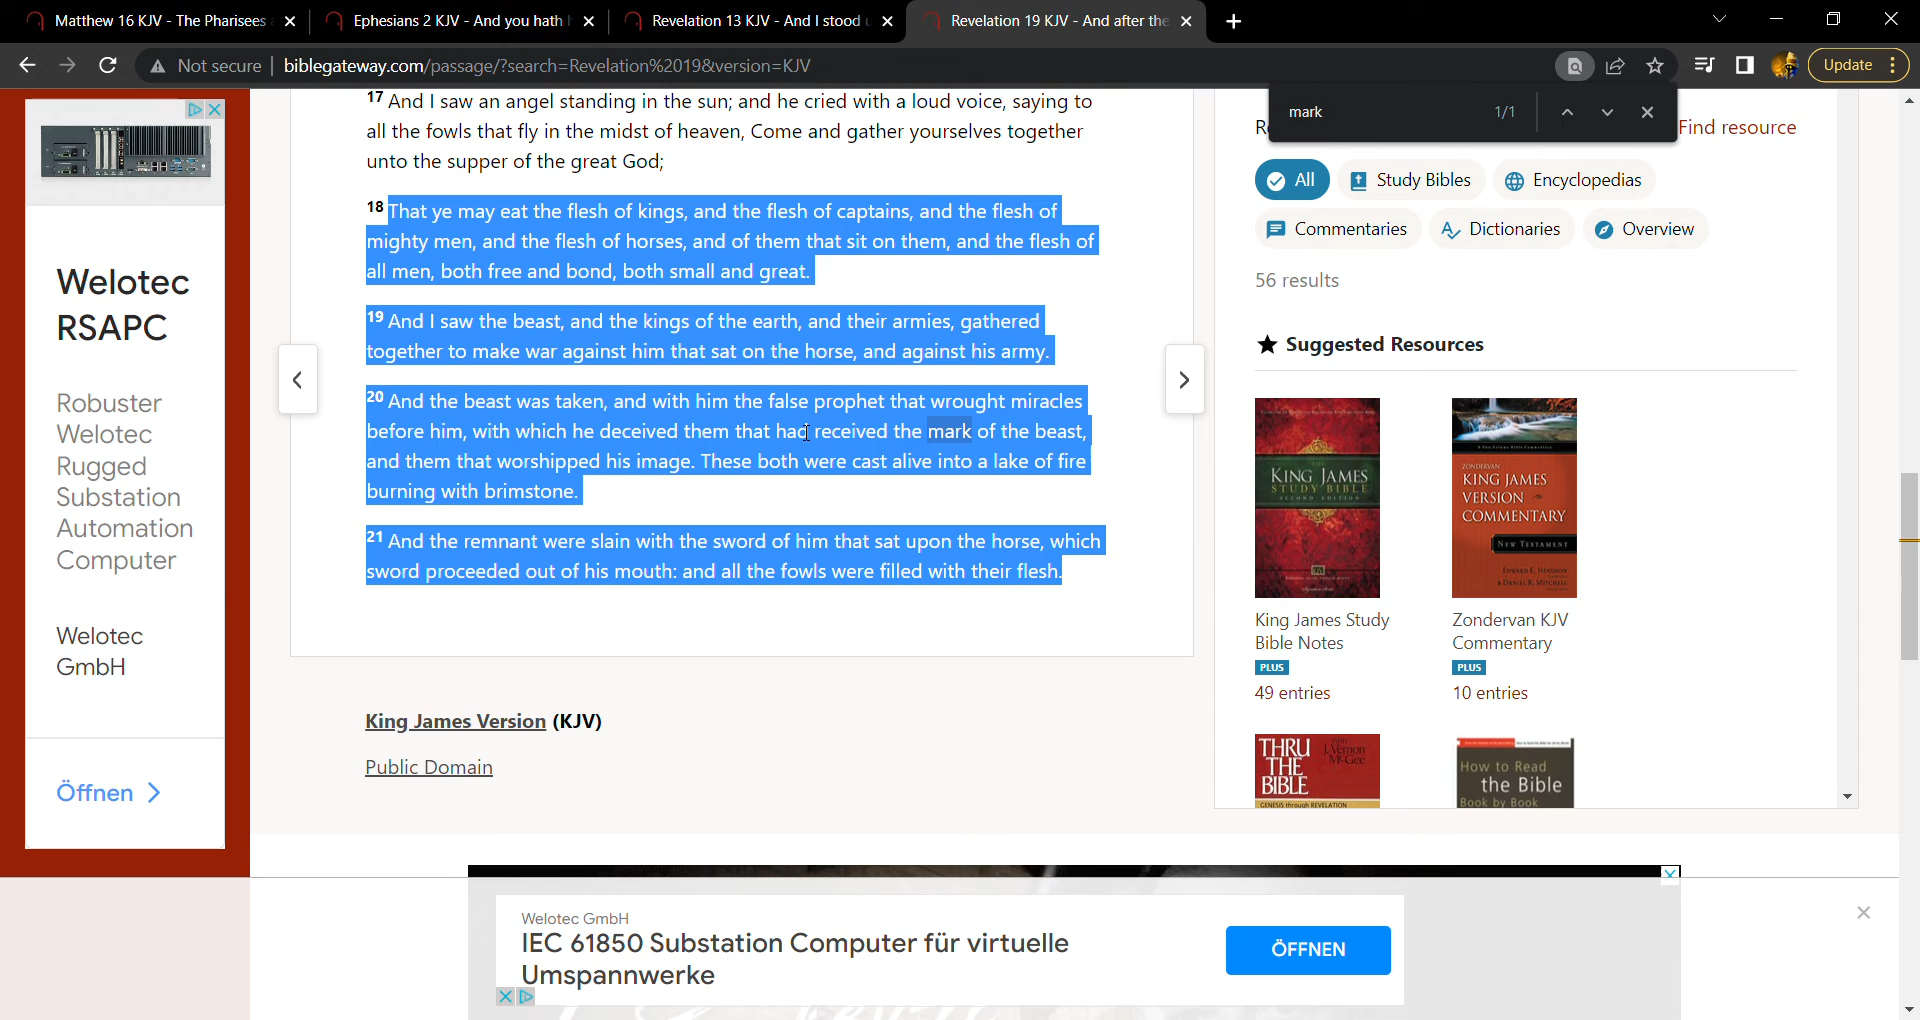 Matthew 16 KJV - The Pharisees
Ephesians 2 KJV - And you hath
Revelation 13 KJV - And I stood
Revelation 19 KJV - And after the
Not secure
biblegateway.com/passage/?search=Revelation%2019&version=KJV
Update
mark 1/1
Find resource
17 And I saw an angel standing in the sun; and he cried with a loud voice, saying to
all the fowls that fly in the midst of heaven, Come and gather yourselves together
unto the supper of the great God;
18 That ye may eat the flesh of kings, and the flesh of captains, and the flesh of
mighty men, and the flesh of horses, and of them that sit on them, and the flesh of
all men, both free and bond, both small and great.
19 And I saw the beast, and the kings of the earth, and their armies, gathered
together to make war against him that sat on the horse, and against his army.
20 And the beast was taken, and with him the false prophet that wrought miracles
before him, with which he deceived them that had received the mark of the beast,
and them that worshipped his image. These both were cast alive into a lake of fire
burning with brimstone.
21 And the remnant were slain with the sword of him that sat upon the horse, which
sword proceeded out of his mouth: and all the fowls were filled with their flesh.
King James Version (KJV)
Public Domain
Welotec
RSAPC
Robuster
Welotec
Rugged
Substation
Automation
Computer
Welotec
GmbH
Öffnen
All
Study Bibles
Encyclopedias
Commentaries
Dictionaries
Overview
56 results
Suggested Resources
KING JAMES
STUDY BIBLE
SECOND EDITION
King James Study
Bible Notes
PLUS
49 entries
ZONDERVAN
KING JAMES
VERSION
COMMENTARY
NEW TESTAMENT
Zondervan KJV
Commentary
PLUS
10 entries
THRU
THE
BIBLE
J. Vernon
McGee
GENESIS through REVELATION
How to Read
the Bible
Book by Book
Welotec GmbH
IEC 61850 Substation Computer für virtuelle
Umspannwerke
ÖFFNEN